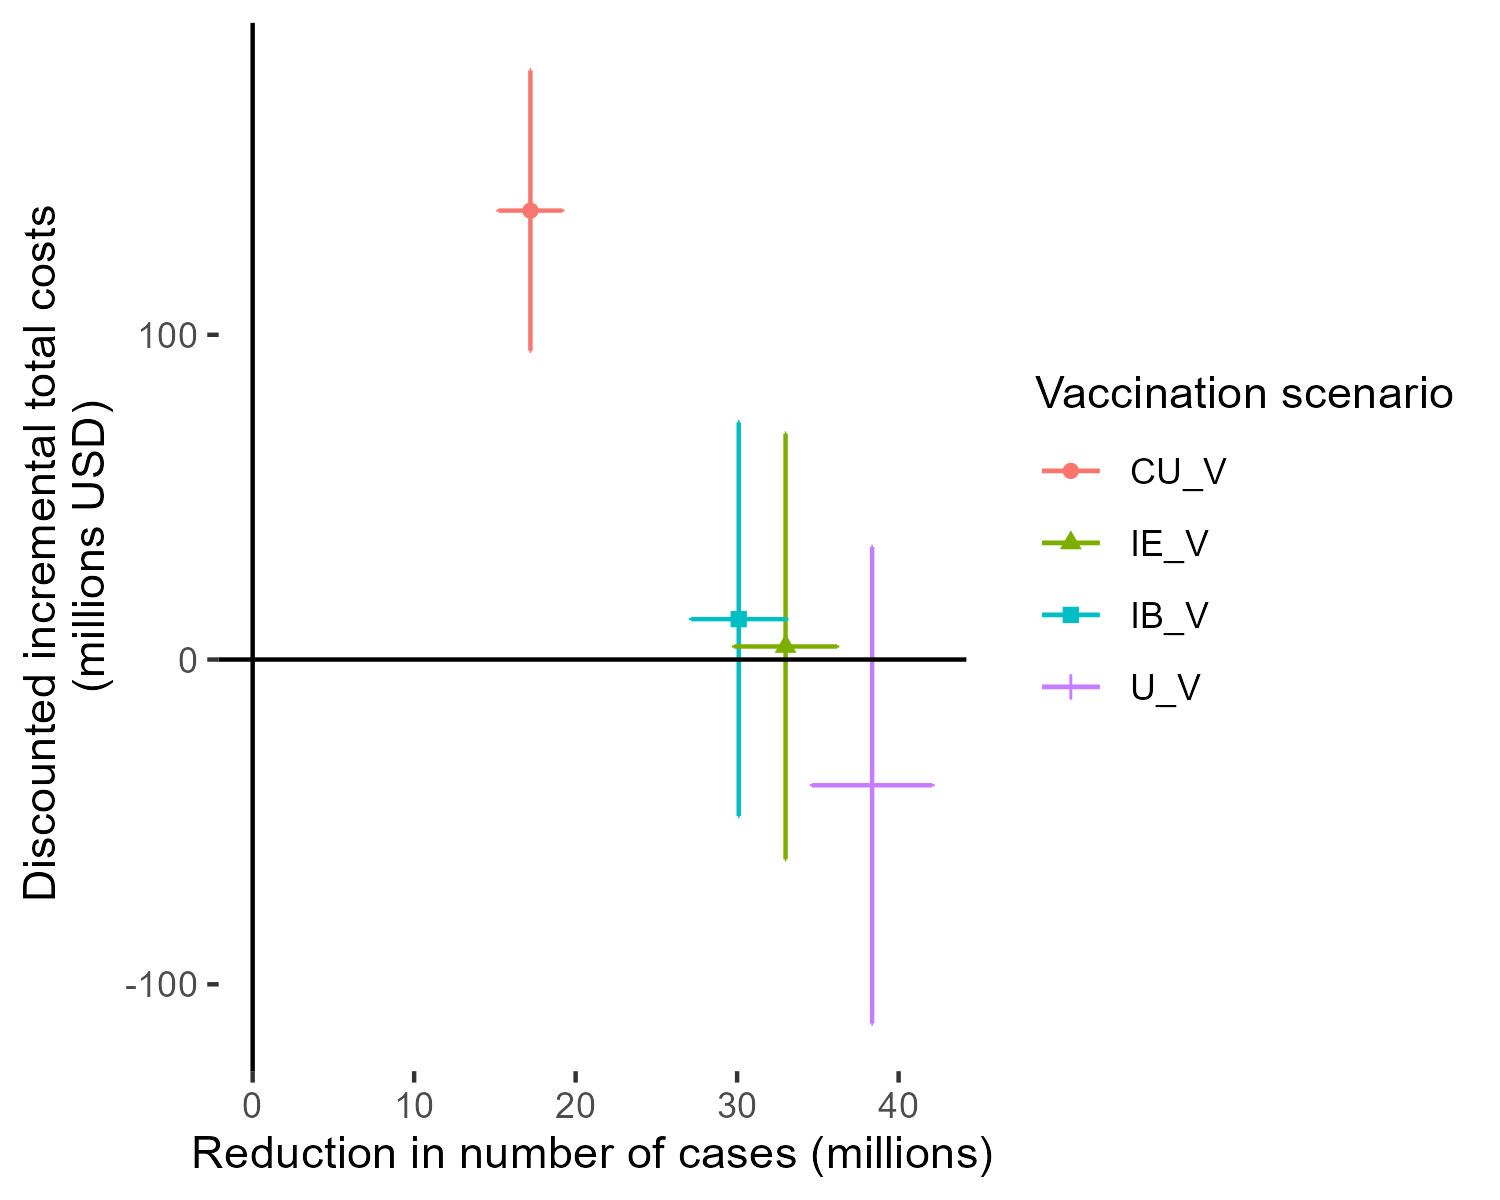 Discounted incremental total costs
(millions USD)
100
0
-100
0 10 20 30 40
Reduction in number of cases (millions)
Vaccination scenario
CU_V
IE_V
IB_V
U_V